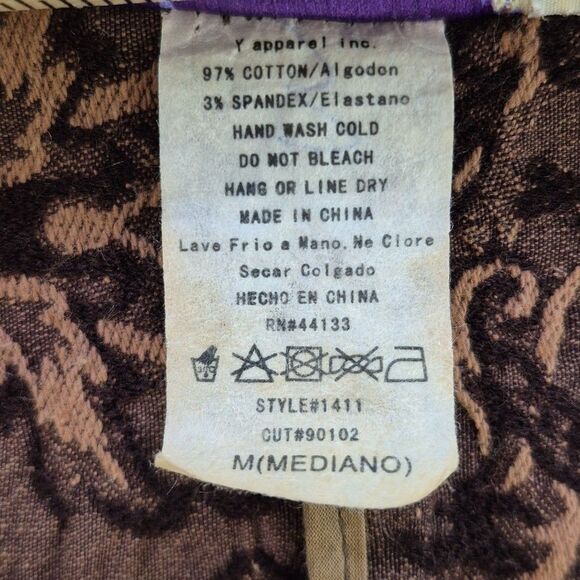 Y apparel inc.
97% COTTON/Algodon
3% SPANDEX/Elastano
HAND WASH COLD
DO NOT BLEACH
HANG OR LINE DRY
MADE IN CHINA
Lave Frio a Mano. Ne Clore
Secar Colgado
HECHO EN CHINA
RN#44133
STYLE#1411
CUT#90102
M(MEDIANO)